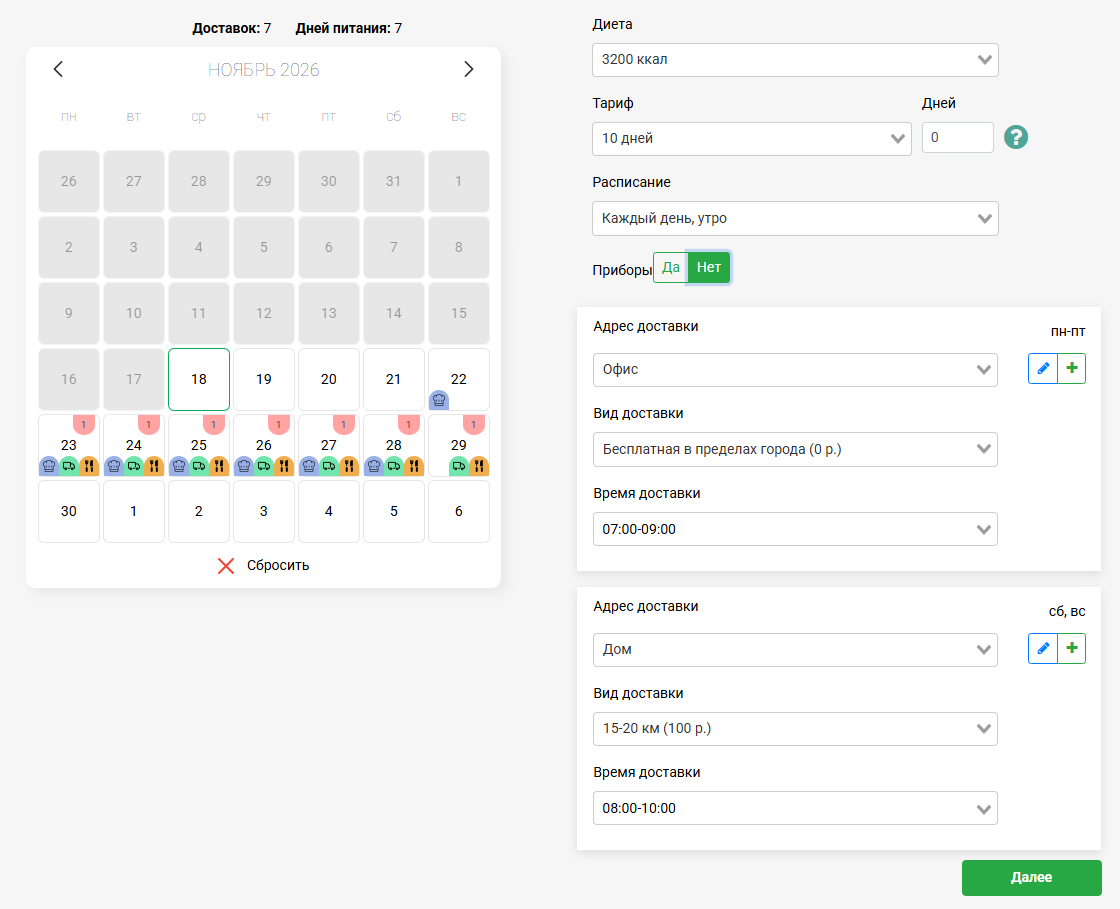 Доставок: 7 Дней питания: 7
НОЯБРЬ 2026
пн вт ср чт пт сб вс
26 27 28 29 30 31 1
2 3 4 5 6 7 8
9 10 11 12 13 14 15
16 17 18 19 20 21 22
1 1 1 1 1 1 1
23 24 25 26 27 28 29
30 1 2 3 4 5 6
Сбросить
Диета
3200 ккал
Тариф Дней
10 дней 0 ?
Расписание
Каждый день, утро
Приборы Да Нет
Адрес доставки пн-пт
Офис
Вид доставки
Бесплатная в пределах города (0 р.)
Время доставки
07:00-09:00
Адрес доставки сб, вс
Дом
Вид доставки
15-20 км (100 р.)
Время доставки
08:00-10:00
Далее